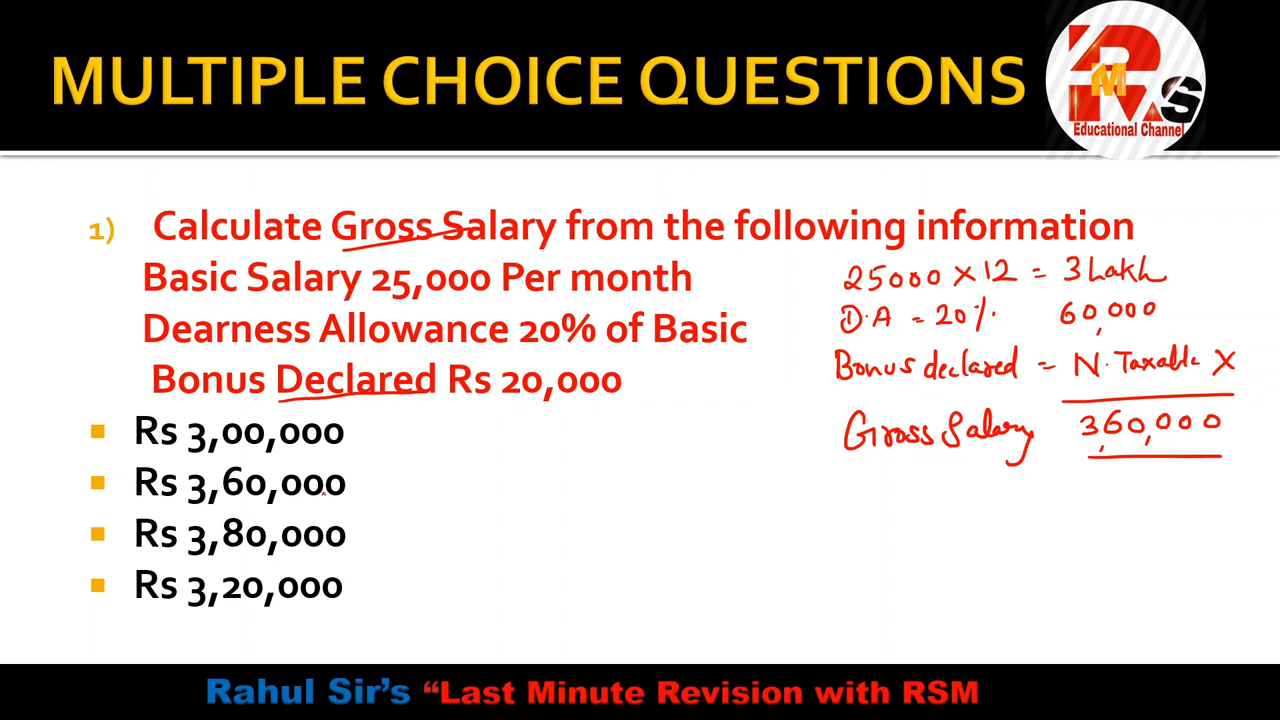 MULTIPLE CHOICE QUESTIONS
RMS
Educational Channel
1) Calculate Gross Salary from the following information
Basic Salary 25,000 Per month
Dearness Allowance 20% of Basic
Bonus Declared Rs 20,000
Rs 3,00,000
Rs 3,60,000
Rs 3,80,000
Rs 3,20,000
25000 × 12 = 3 Lakh
D.A = 20% 60,000
Bonus declared = N. Taxable X
Gross Salary 3,60,000
Rahul Sir's “Last Minute Revision with RSM